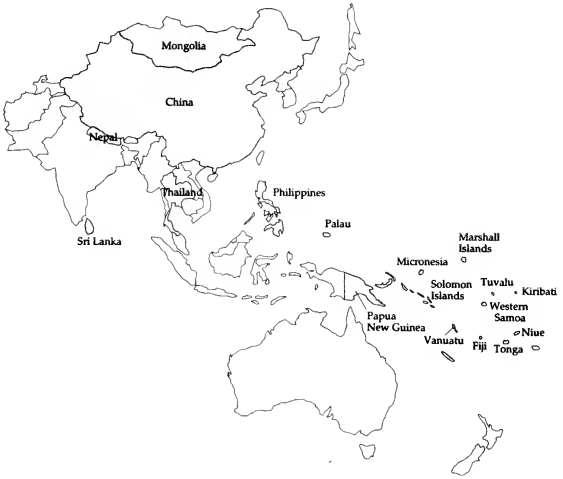 Mongolia
China
Nepal
Thailand
Philippines
Sri Lanka
Palau
Marshall
Islands
Micronesia
Solomon
Islands
Tuvalu
Kiribati
Western
Samoa
Papua
New Guinea
Vanuatu
Fiji
Tonga
Niue